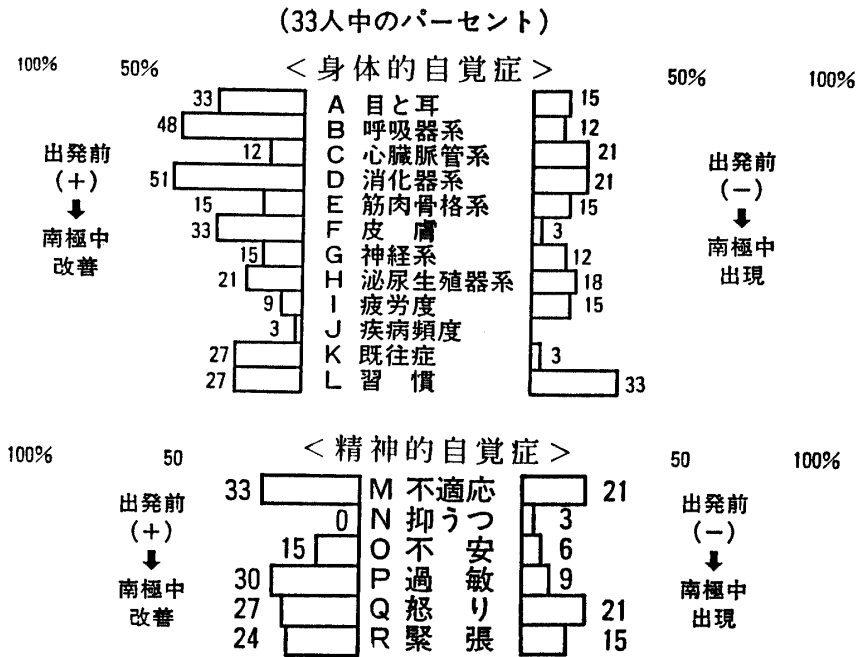 (33人中のパーセント)
＜身体的自覚症＞
100% 50% 50% 100%
33 A 目と耳 15
48 B 呼吸器系 12
12 C 心臓脈管系 21
51 D 消化器系 21
15 E 筋肉骨格系 15
33 F 皮 膚 3
15 G 神経系 12
21 H 泌尿生殖器系 18
9 I 疲労度 15
3 J 疾病頻度
27 K 既往症 3
27 L 習 慣 33
出発前
(+)
⬇
南極中
改善
出発前
(−)
⬇
南極中
出現
＜精神的自覚症＞
100% 50 50 100%
33 M 不適応 21
0 N 抑うつ 3
15 O 不 安 6
30 P 過 敏 9
27 Q 怒 り 21
24 R 緊 張 15
出発前
(+)
⬇
南極中
改善
出発前
(−)
⬇
南極中
出現